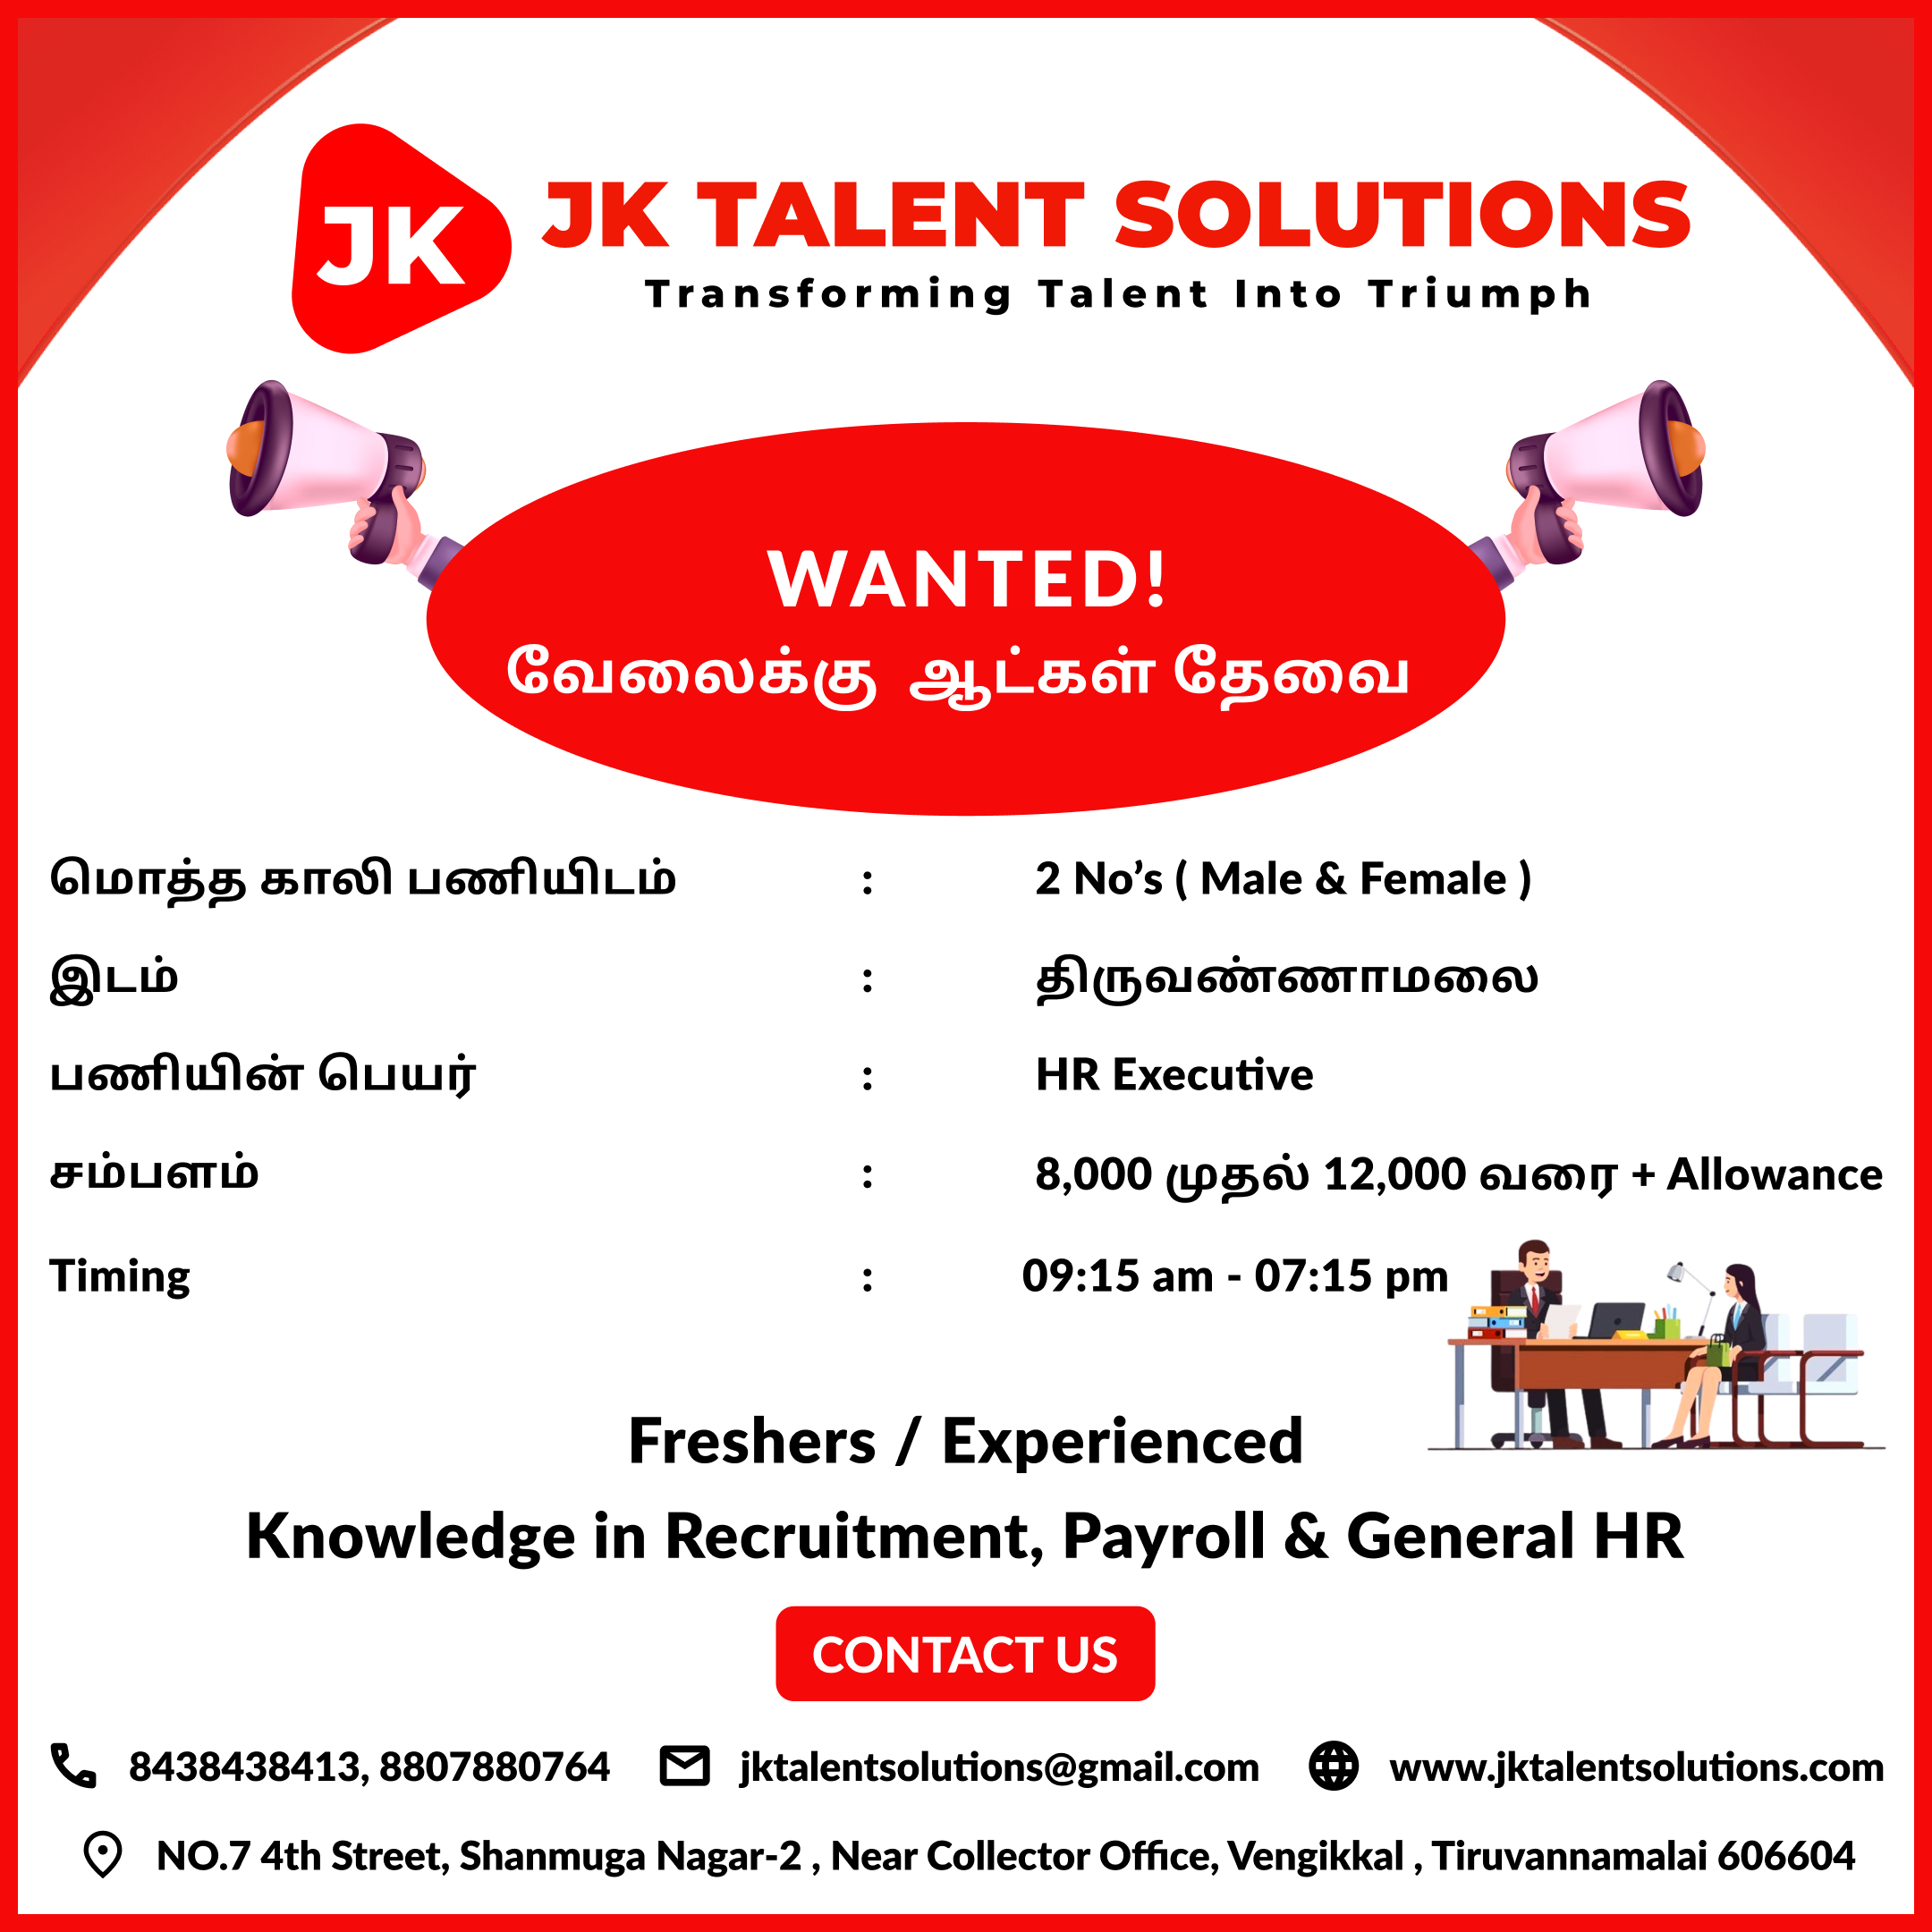 JK
JK TALENT SOLUTIONS
Transforming Talent Into Triumph
WANTED!
வேலைக்கு ஆட்கள் தேவை
மொத்த காலி பணியிடம் : 2 No’s ( Male & Female )
இடம் : திருவண்ணாமலை
பணியின் பெயர் : HR Executive
சம்பளம் : 8,000 முதல் 12,000 வரை + Allowance
Timing : 09:15 am - 07:15 pm
Freshers / Experienced
Knowledge in Recruitment, Payroll & General HR
CONTACT US
8438438413, 8807880764 jktalentsolutions@gmail.com www.jktalentsolutions.com
NO.7 4th Street, Shanmuga Nagar-2 , Near Collector Office, Vengikkal , Tiruvannamalai 606604